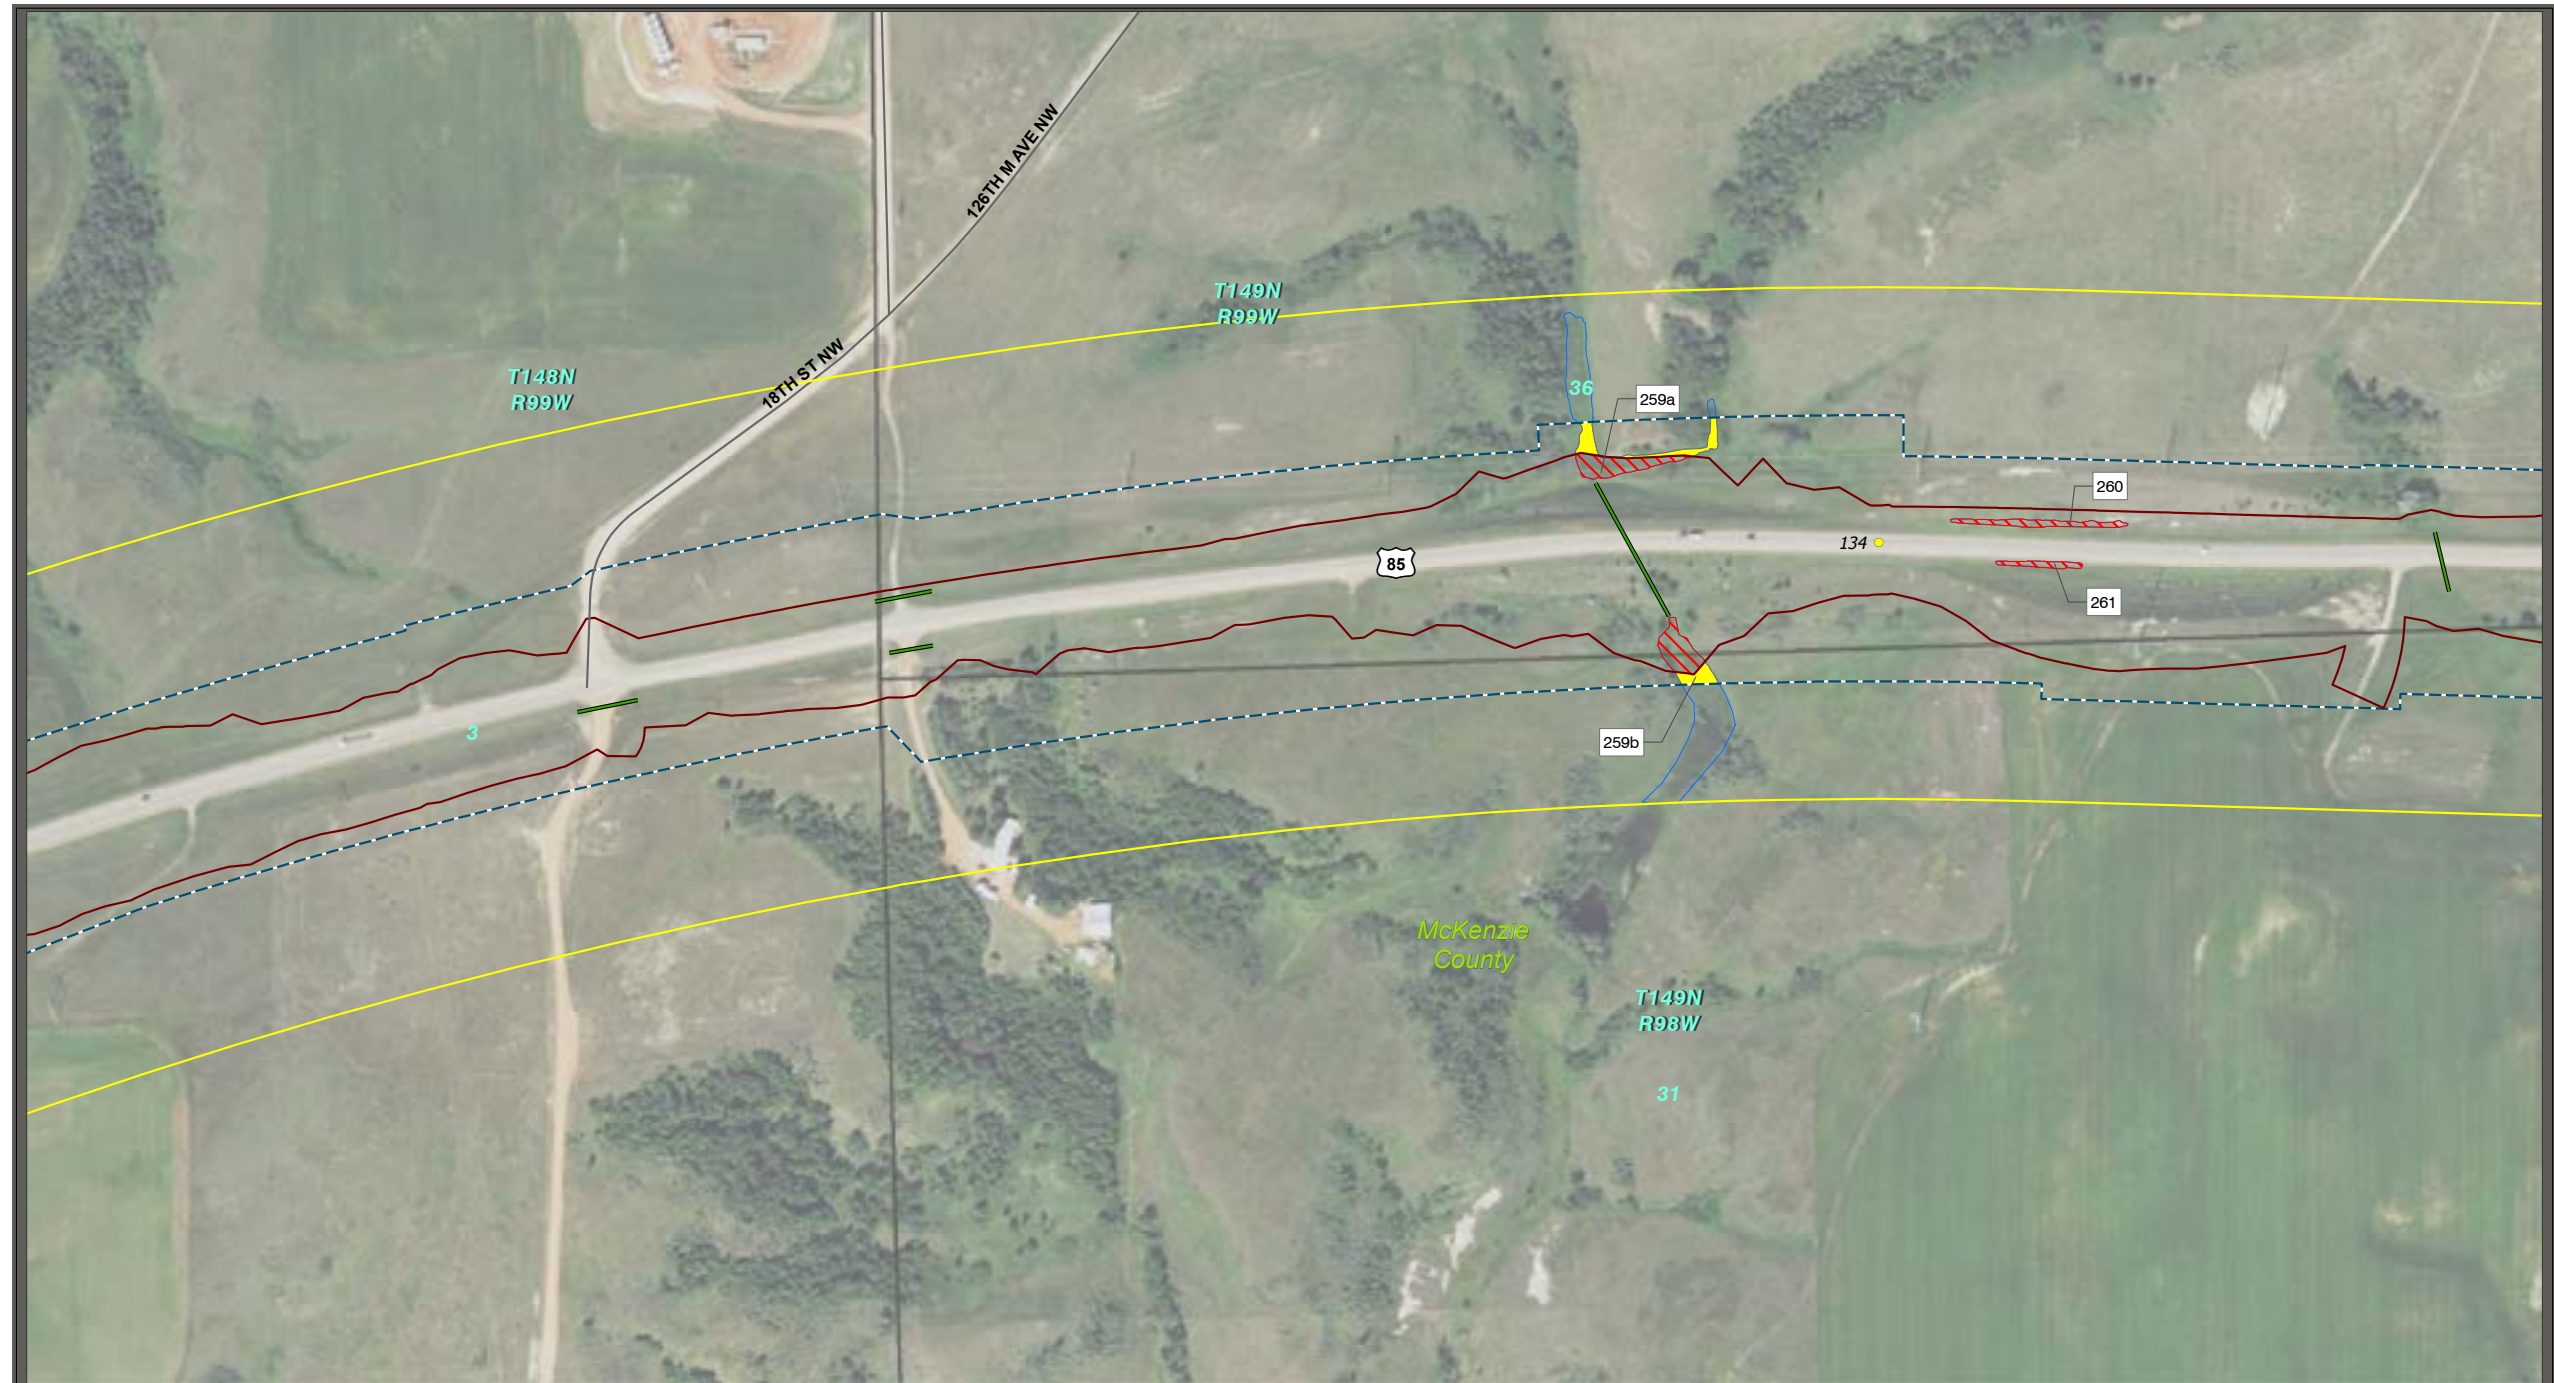 126TH M AVE NW
T149N
R99W
18TH ST NW
T148N
R99W
36
259a
260
134
85
261
3
259b
McKenzie
County
T149N
R98W
31